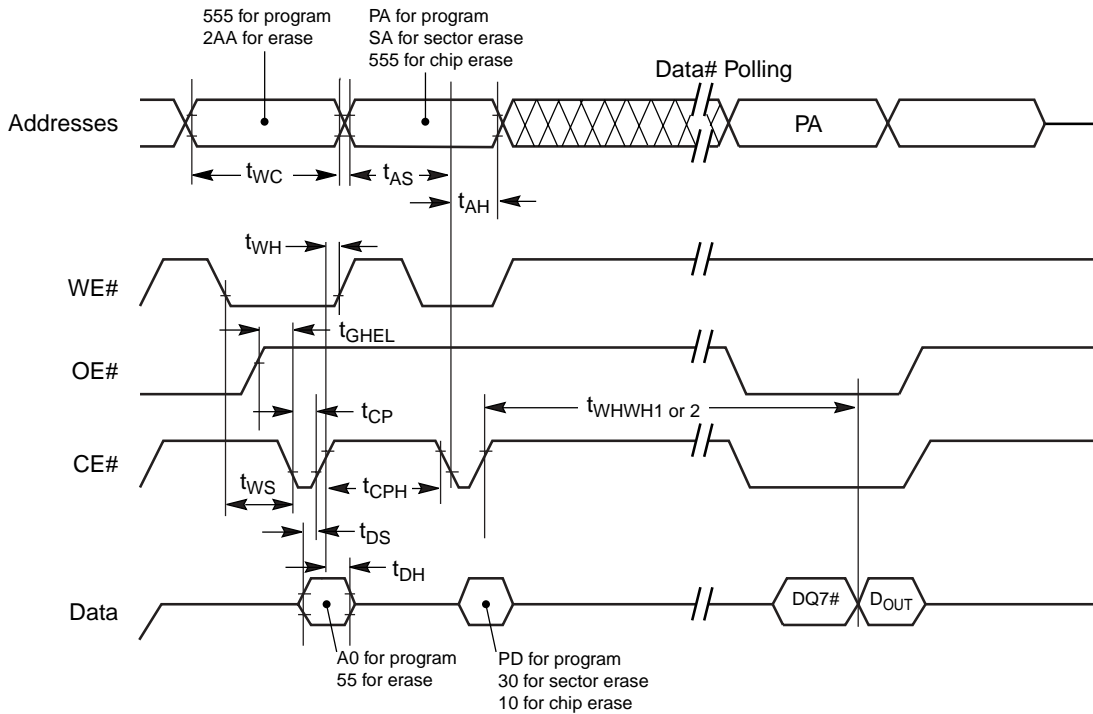 555 for program
2AA for erase
PA for program
SA for sector erase
555 for chip erase
Data# Polling
Addresses
PA
tWC
tAS
tAH
tWH
WE#
tGHEL
OE#
tWHWH1 or 2
tCP
CE#
tWS
tCPH
tDS
tDH
Data
DQ7#
DOUT
A0 for program
55 for erase
PD for program
30 for sector erase
10 for chip erase